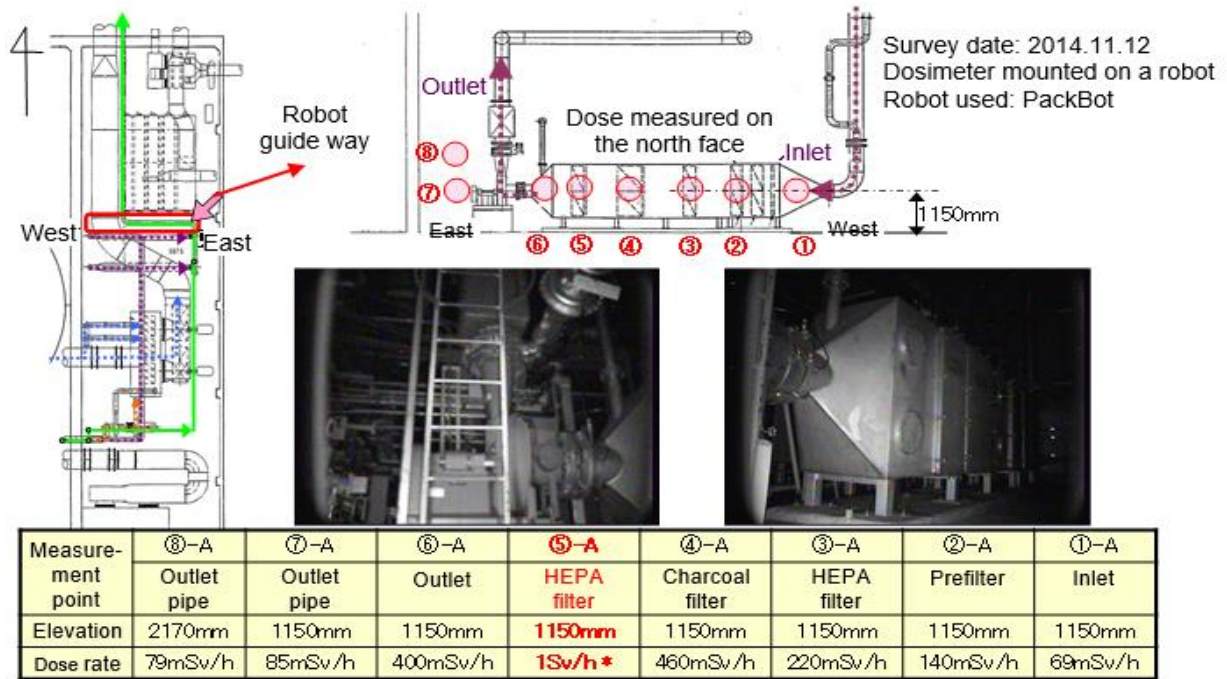 4
Robot
guide way
West
East
Outlet
Dose measured on
the north face
Inlet
⑧
⑦
1150mm
East
West
⑥ ⑤ ④ ③ ② ①
Survey date: 2014.11.12
Dosimeter mounted on a robot
Robot used: PackBot
Measure-
ment
point
⑧-A ⑦-A ⑥-A ⑤-A ④-A ③-A ②-A ①-A
Outlet
pipe
Outlet
pipe
Outlet
HEPA
filter
Charcoal
filter
HEPA
filter
Prefilter
Inlet
Elevation 2170mm 1150mm 1150mm 1150mm 1150mm 1150mm 1150mm 1150mm
Dose rate 79mSv/h 85mSv/h 400mSv/h 1Sv/h * 460mSv/h 220mSv/h 140mSv/h 69mSv/h